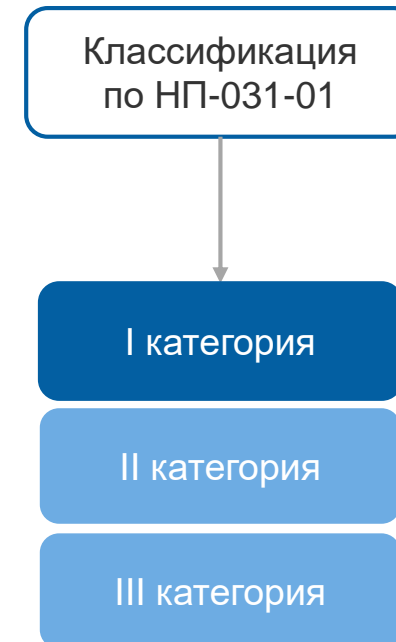 Классификация
по НП-031-01
I категория
II категория
III категория